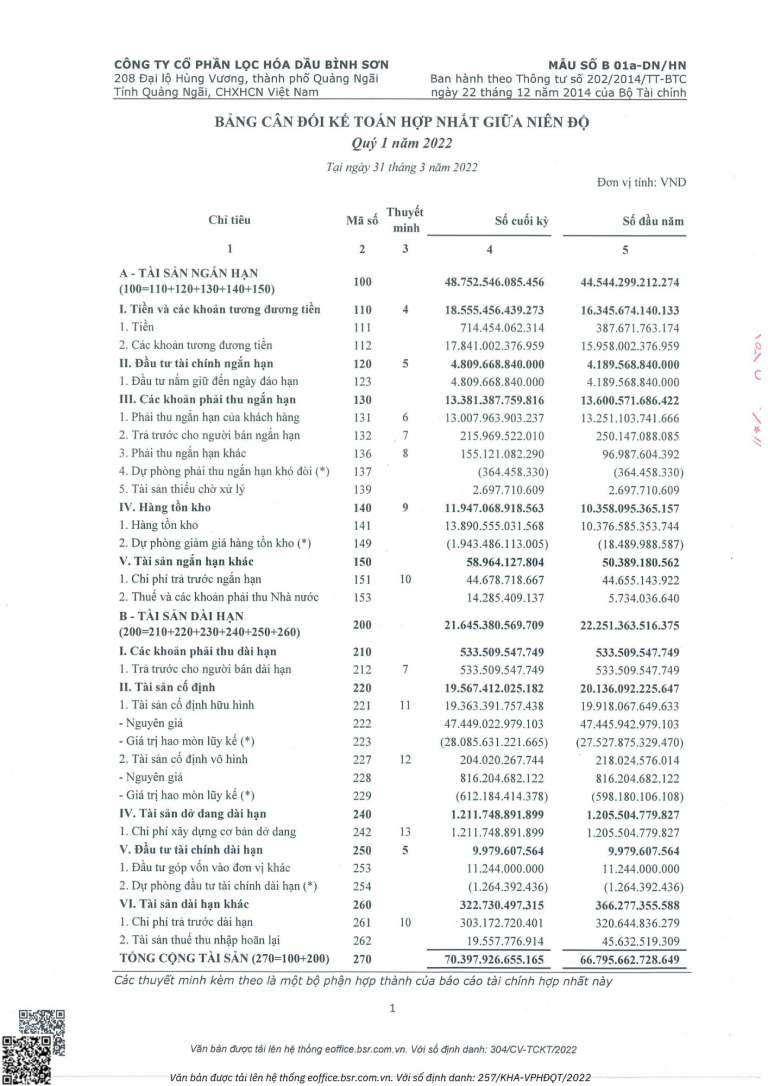 CÔNG TY CỔ PHẦN LỌC HÓA DẦU BÌNH SƠN
208 Đại lộ Hùng Vương, thành phố Quảng Ngãi
Tỉnh Quảng Ngãi, CHXHCN Việt Nam
MẪU SỐ B 01a-DN/HN
Ban hành theo Thông tư số 202/2014/TT-BTC
ngày 22 tháng 12 năm 2014 của Bộ Tài chính
BẢNG CÂN ĐỐI KẾ TOÁN HỢP NHẤT GIỮA NIÊN ĐỘ
Quý 1 năm 2022
Tại ngày 31 tháng 3 năm 2022
Đơn vị tính: VND
Chỉ tiêu Mã số Thuyết minh Số cuối kỳ Số đầu năm
1 2 3 4 5
A - TÀI SẢN NGẮN HẠN
(100=110+120+130+140+150) 100 48.752.546.085.456 44.544.299.212.274
I. Tiền và các khoản tương đương tiền 110 4 18.555.456.439.273 16.345.674.140.133
1. Tiền 111 714.454.062.314 387.671.763.174
2. Các khoản tương đương tiền 112 17.841.002.376.959 15.958.002.376.959
II. Đầu tư tài chính ngắn hạn 120 5 4.809.668.840.000 4.189.568.840.000
1. Đầu tư nắm giữ đến ngày đáo hạn 123 4.809.668.840.000 4.189.568.840.000
III. Các khoản phải thu ngắn hạn 130 13.381.387.759.816 13.600.571.686.422
1. Phải thu ngắn hạn của khách hàng 131 6 13.007.963.903.237 13.251.103.741.666
2. Trả trước cho người bán ngắn hạn 132 7 215.969.522.010 250.147.088.085
3. Phải thu ngắn hạn khác 136 8 155.121.082.290 96.987.604.392
4. Dự phòng phải thu ngắn hạn khó đòi (*) 137 (364.458.330) (364.458.330)
5. Tài sản thiếu chờ xử lý 139 2.697.710.609 2.697.710.609
IV. Hàng tồn kho 140 9 11.947.068.918.563 10.358.095.365.157
1. Hàng tồn kho 141 13.890.555.031.568 10.376.585.353.744
2. Dự phòng giảm giá hàng tồn kho (*) 149 (1.943.486.113.005) (18.489.988.587)
V. Tài sản ngắn hạn khác 150 58.964.127.804 50.389.180.562
1. Chi phí trả trước ngắn hạn 151 10 44.678.718.667 44.655.143.922
2. Thuế và các khoản phải thu Nhà nước 153 14.285.409.137 5.734.036.640
B - TÀI SẢN DÀI HẠN
(200=210+220+230+240+250+260) 200 21.645.380.569.709 22.251.363.516.375
I. Các khoản phải thu dài hạn 210 533.509.547.749 533.509.547.749
1. Trả trước cho người bán dài hạn 212 7 533.509.547.749 533.509.547.749
II. Tài sản cố định 220 19.567.412.025.182 20.136.092.225.647
1. Tài sản cố định hữu hình 221 11 19.363.391.757.438 19.918.067.649.633
- Nguyên giá 222 47.449.022.979.103 47.445.942.979.103
- Giá trị hao mòn lũy kế (*) 223 (28.085.631.221.665) (27.527.875.329.470)
2. Tài sản cố định vô hình 227 12 204.020.267.744 218.024.576.014
- Nguyên giá 228 816.204.682.122 816.204.682.122
- Giá trị hao mòn lũy kế (*) 229 (612.184.414.378) (598.180.106.108)
IV. Tài sản dở dang dài hạn 240 1.211.748.891.899 1.205.504.779.827
1. Chi phí xây dựng cơ bản dở dang 242 13 1.211.748.891.899 1.205.504.779.827
V. Đầu tư tài chính dài hạn 250 5 9.979.607.564 9.979.607.564
1. Đầu tư góp vốn vào đơn vị khác 253 11.244.000.000 11.244.000.000
2. Dự phòng đầu tư tài chính dài hạn (*) 254 (1.264.392.436) (1.264.392.436)
VI. Tài sản dài hạn khác 260 322.730.497.315 366.277.355.588
1. Chi phí trả trước dài hạn 261 10 303.172.720.401 320.644.836.279
2. Tài sản thuế thu nhập hoãn lại 262 19.557.776.914 45.632.519.309
TỔNG CỘNG TÀI SẢN (270=100+200) 270 70.397.926.655.165 66.795.662.728.649
Các thuyết minh kèm theo là một bộ phận hợp thành của báo cáo tài chính hợp nhất này
1
Văn bản được tải lên hệ thống eoffice.bsr.com.vn. Với số định danh: 304/CV-TCKT/2022
Văn bản được tải lên hệ thống eoffice.bsr.com.vn. Với số định danh: 257/KHA-VPHĐQT/2022